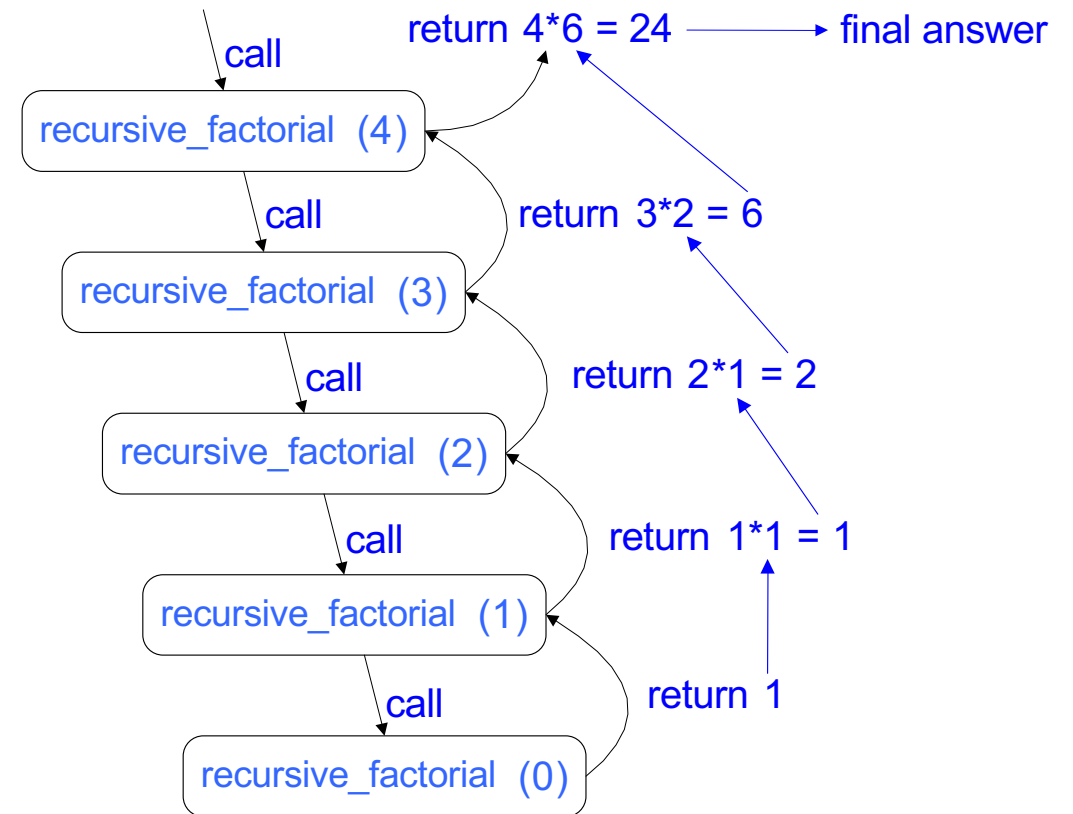 return 4*6 = 24 final answer
call
recursive_factorial (4)
call
return 3*2 = 6
recursive_factorial (3)
call
return 2*1 = 2
recursive_factorial (2)
call
return 1*1 = 1
recursive_factorial (1)
call
return 1
recursive_factorial (0)